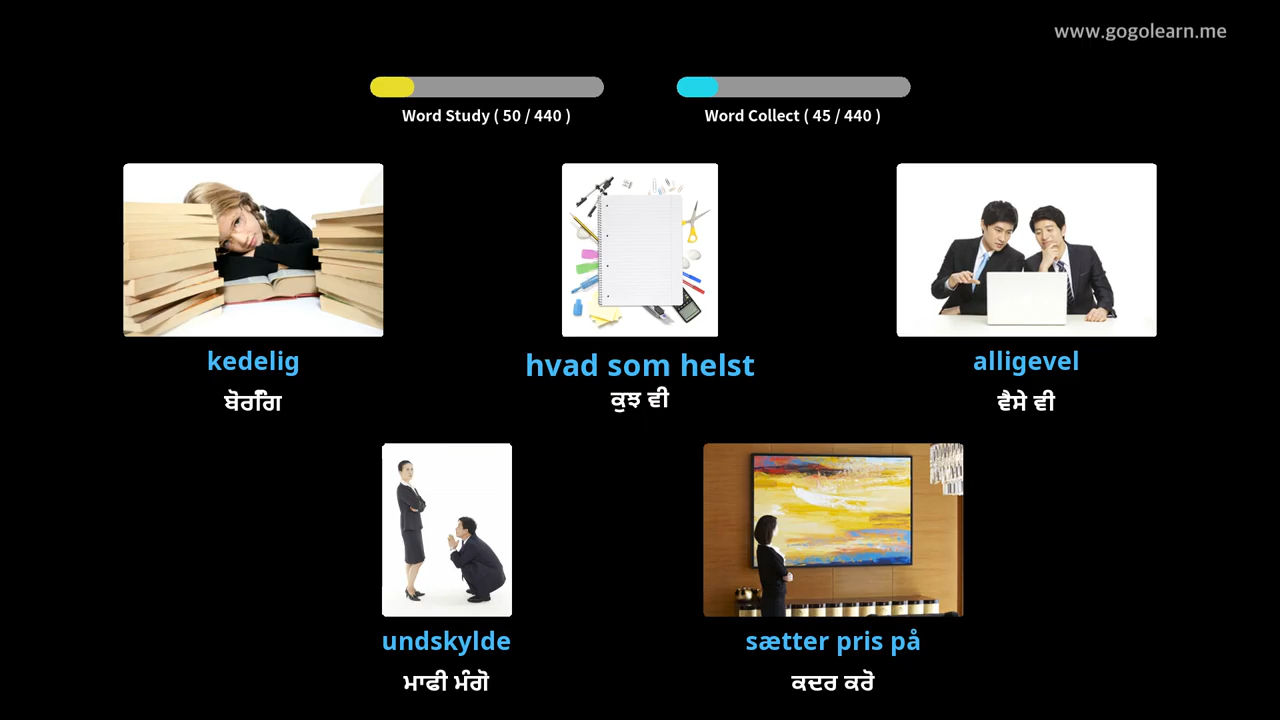 www.gogolearn.me
Word Study ( 50 / 440 )
Word Collect ( 45 / 440 )
kedelig
hvad som helst
alligevel
ਬੋਰਿੰਗ
ਕੁਝ ਵੀ
ਵੈਸੇ ਵੀ
undskylde
sætter pris på
ਮਾਫੀ ਮੰਗੋ
ਕਦਰ ਕਰੋ